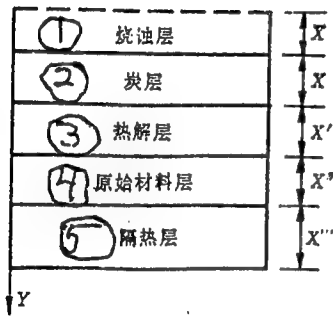 ① 烧蚀层 X
② 炭层 X
③ 热解层 X'
④ 原始材料层 X"
⑤ 隔热层 X'''
Y